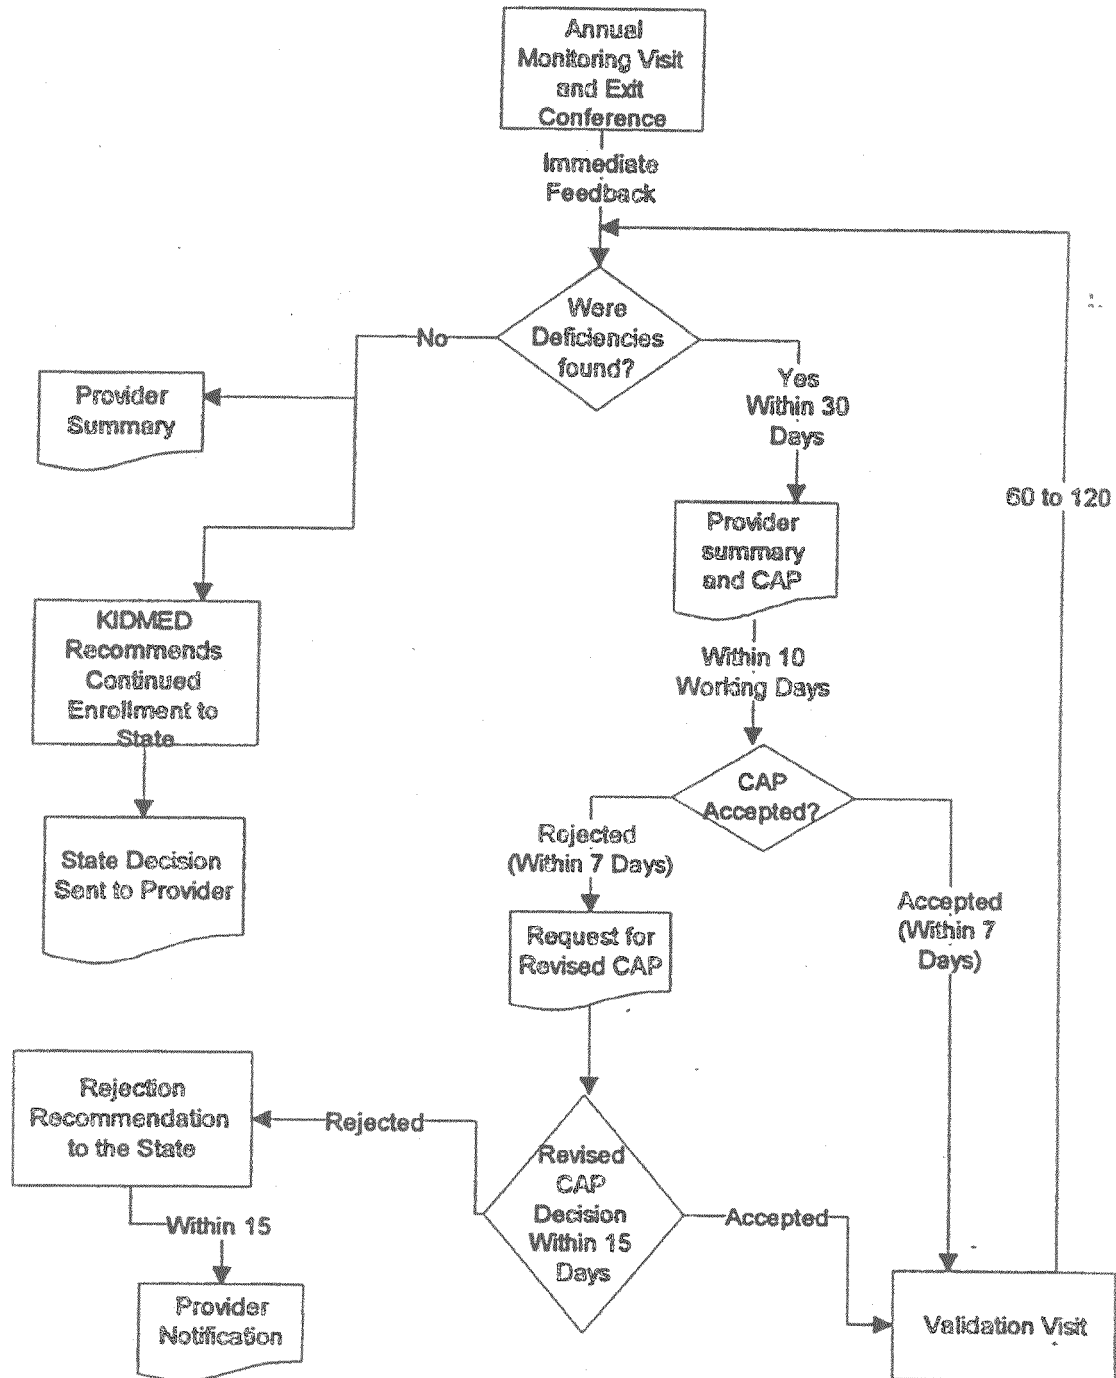 Annual
Monitoring Visit
and Exit
Conference
Immediate
Feedback
Were
Deficiencies
found?
No
Yes
Within 30
Days
Provider
Summary
60 to 120
Provider
summary
and CAP
KIDMED
Recommends
Continued
Enrollment to
State
Within 10
Working Days
CAP
Accepted?
State Decision
Sent to Provider
Rejected
(Within 7 Days)
Accepted
(Within 7
Days)
Request for
Revised CAP
Rejection
Recommendation
to the State
Rejected
Revised
CAP
Decision
Within 15
Days
Accepted
Within 15
Provider
Notification
Validation Visit